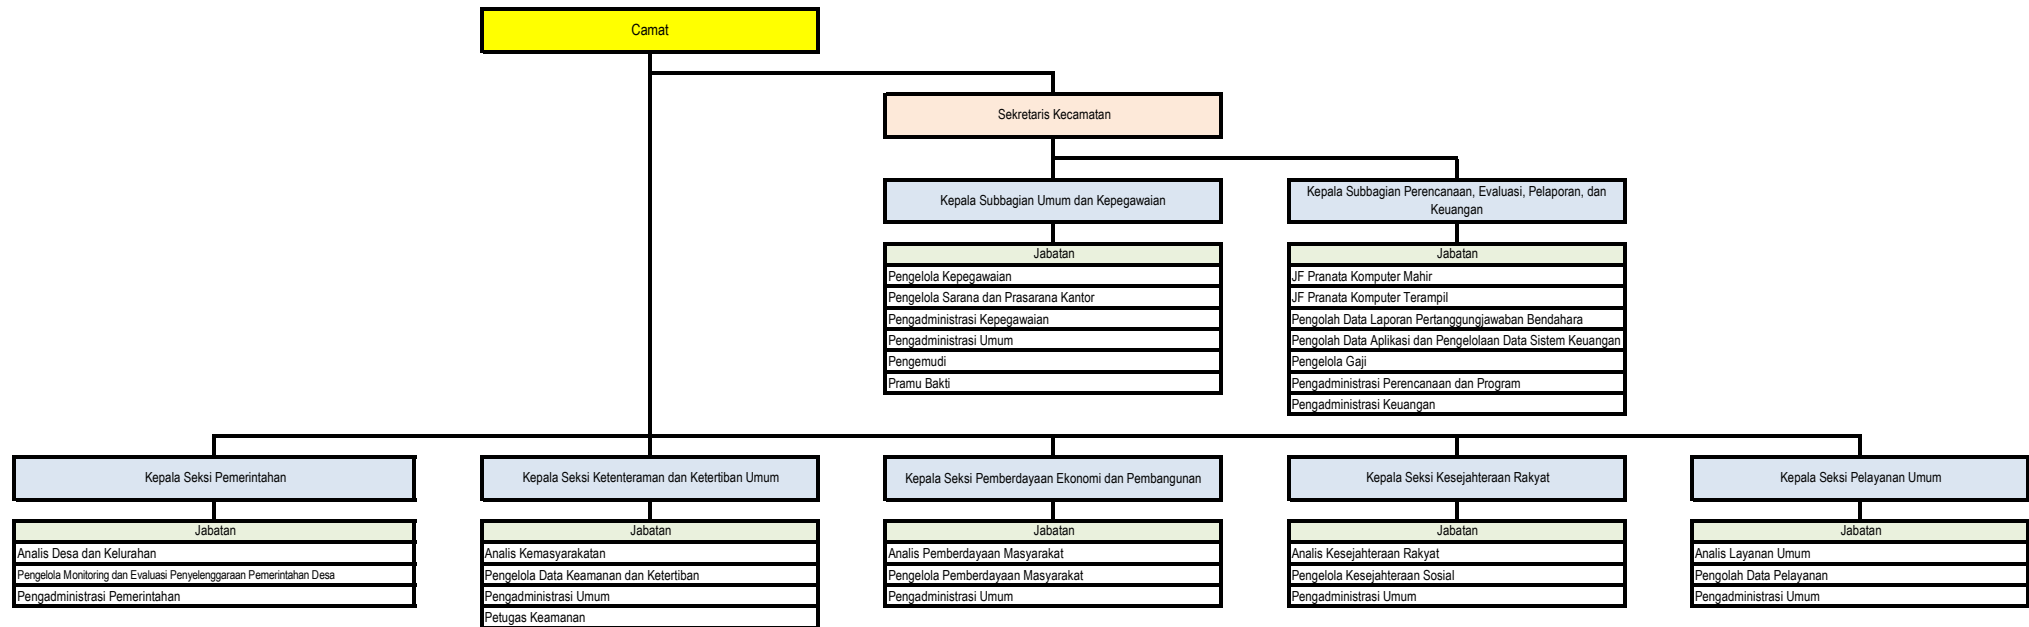 Camat
Sekretaris Kecamatan
Kepala Subbagian Umum dan Kepegawaian
Jabatan
Pengelola Kepegawaian
Pengelola Sarana dan Prasarana Kantor
Pengadministrasi Kepegawaian
Pengadministrasi Umum
Pengemudi
Pramu Bakti
Kepala Subbagian Perencanaan, Evaluasi, Pelaporan, dan
Keuangan
Jabatan
JF Pranata Komputer Mahir
JF Pranata Komputer Terampil
Pengolah Data Laporan Pertanggungjawaban Bendahara
Pengolah Data Aplikasi dan Pengelolaan Data Sistem Keuangan
Pengelola Gaji
Pengadministrasi Perencanaan dan Program
Pengadministrasi Keuangan
Kepala Seksi Pemerintahan
Jabatan
Analis Desa dan Kelurahan
Pengelola Monitoring dan Evaluasi Penyelenggaraan Pemerintahan Desa
Pengadministrasi Pemerintahan
Kepala Seksi Ketenteraman dan Ketertiban Umum
Jabatan
Analis Kemasyarakatan
Pengelola Data Keamanan dan Ketertiban
Pengadministrasi Umum
Petugas Keamanan
Kepala Seksi Pemberdayaan Ekonomi dan Pembangunan
Jabatan
Analis Pemberdayaan Masyarakat
Pengelola Pemberdayaan Masyarakat
Pengadministrasi Umum
Kepala Seksi Kesejahteraan Rakyat
Jabatan
Analis Kesejahteraan Rakyat
Pengelola Kesejahteraan Sosial
Pengadministrasi Umum
Kepala Seksi Pelayanan Umum
Jabatan
Analis Layanan Umum
Pengolah Data Pelayanan
Pengadministrasi Umum